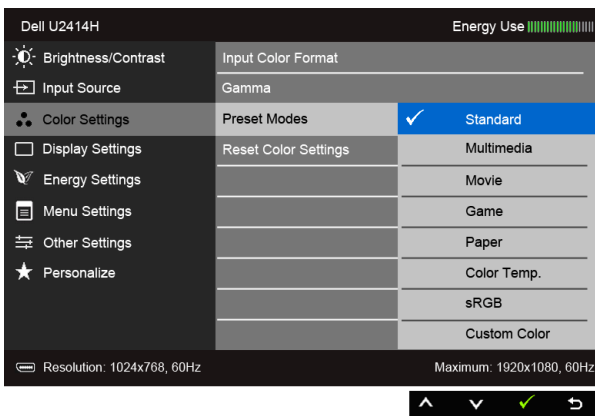 Dell U2414H Energy Use
Brightness/Contrast Input Color Format
Input Source Gamma
Color Settings Preset Modes Standard
Display Settings Reset Color Settings Multimedia
Energy Settings Movie
Menu Settings Game
Other Settings Paper
Personalize Color Temp.
sRGB
Custom Color
Resolution: 1024x768, 60Hz Maximum: 1920x1080, 60Hz